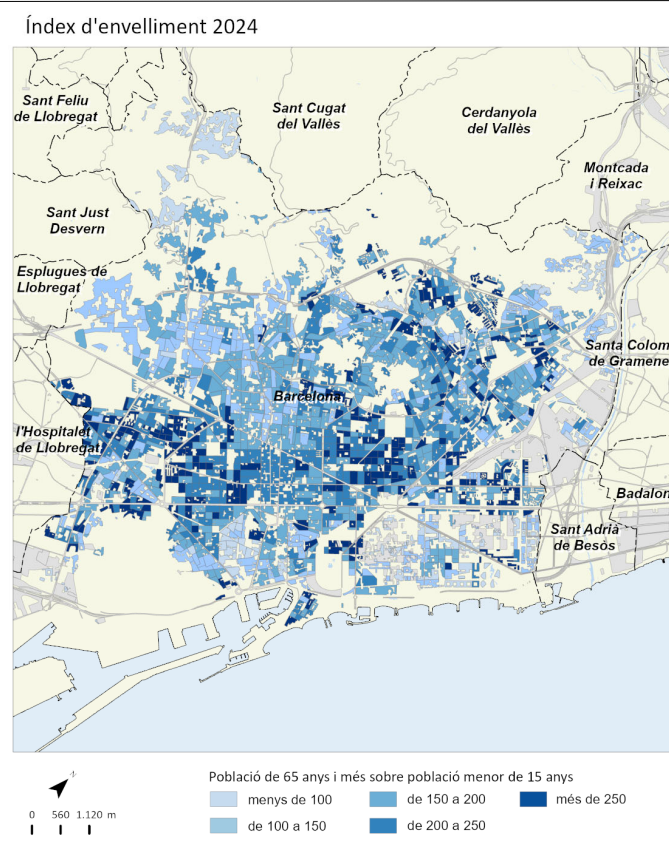 Índex d'envelliment 2024
Sant Feliu
de Llobregat
Sant Cugat
del Vallès
Cerdanyola
del Vallès
Montcada
i Reixac
Sant Just
Desvern
Esplugues de
Llobregat
Santa Colom
de Gramene
Barcelona
l'Hospitalet
de Llobregat
Badalon
Sant Adrià
de Besòs
N
Població de 65 anys i més sobre població menor de 15 anys
menys de 100
de 150 a 200
més de 250
0 560 1.120 m
de 100 a 150
de 200 a 250